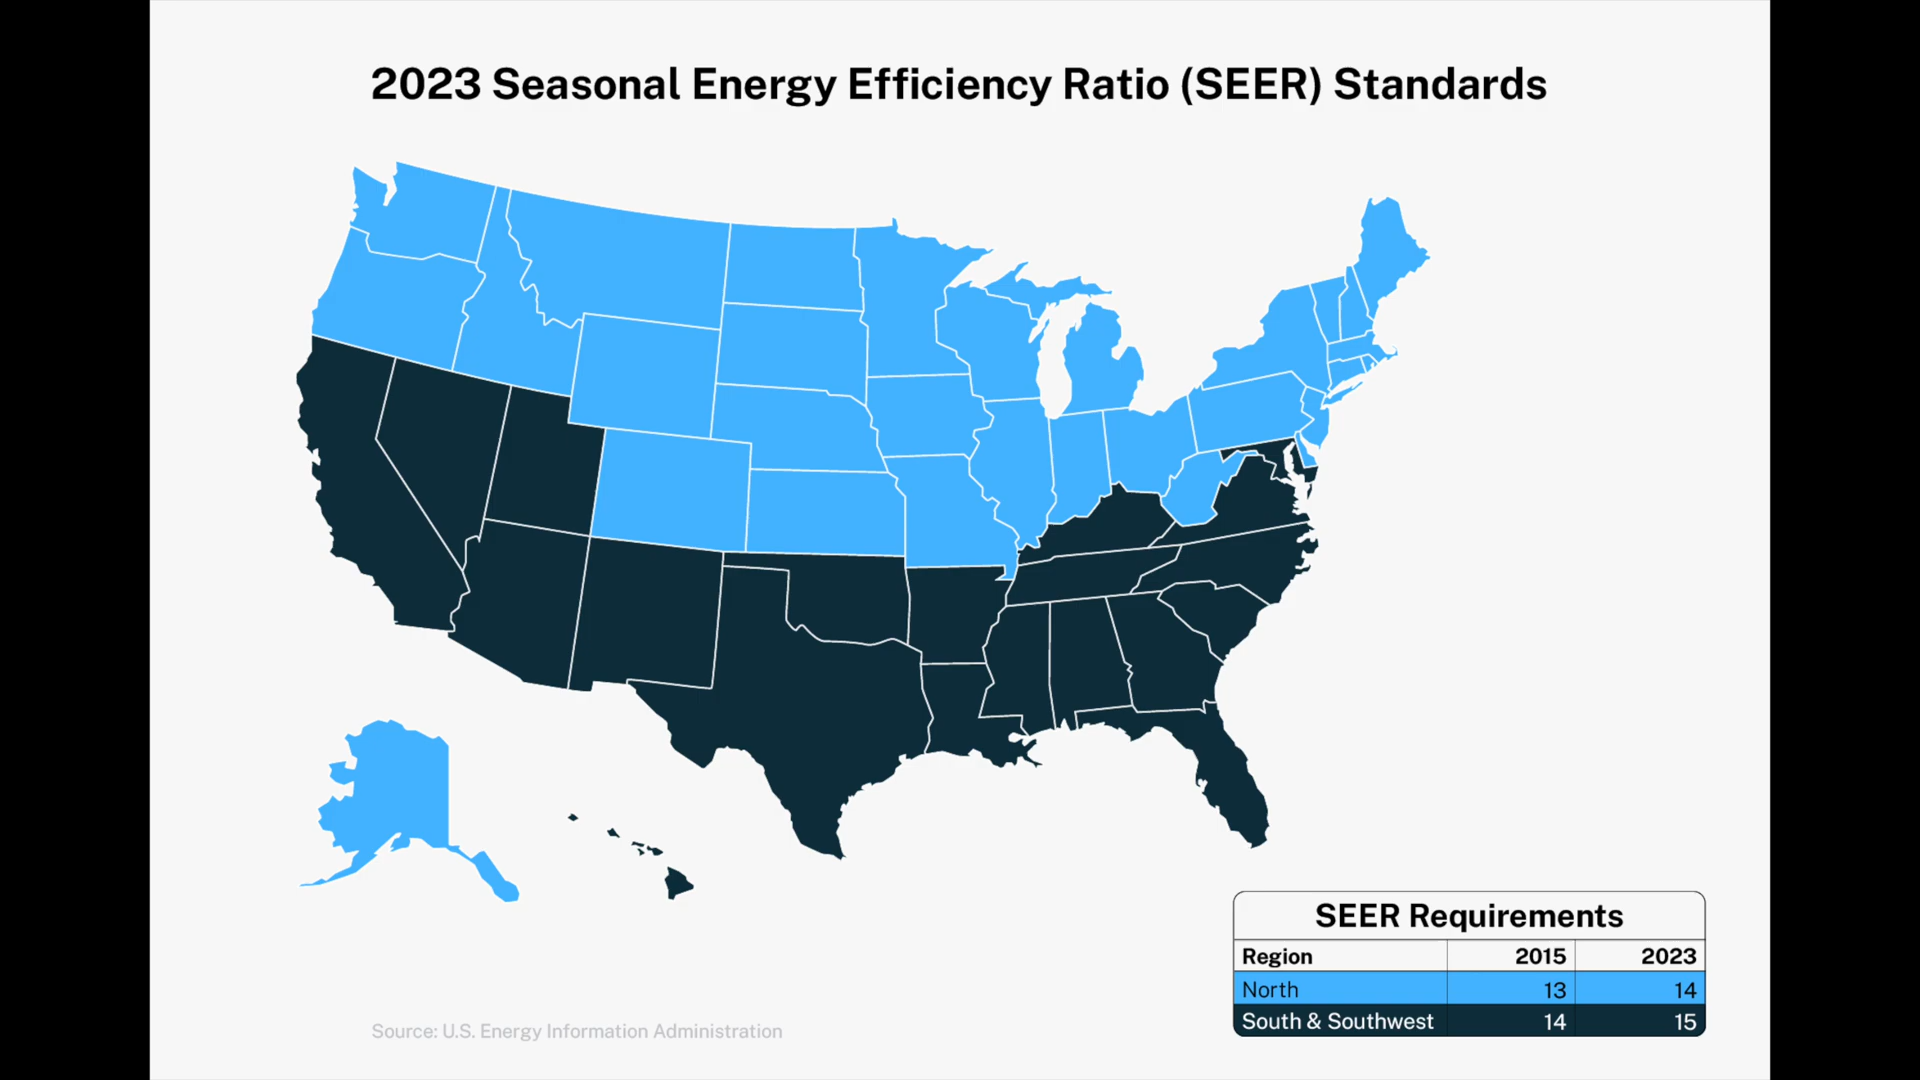 2023 Seasonal Energy Efficiency Ratio (SEER) Standards
SEER Requirements
Region 2015 2023
North 13 14
South & Southwest 14 15
Source: U.S. Energy Information Administration